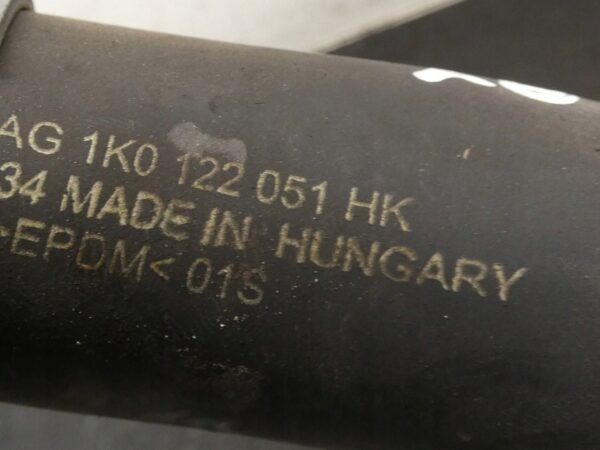 AG 1K0 122 051 HK
34 MADE IN HUNGARY
>EPDM< 01S